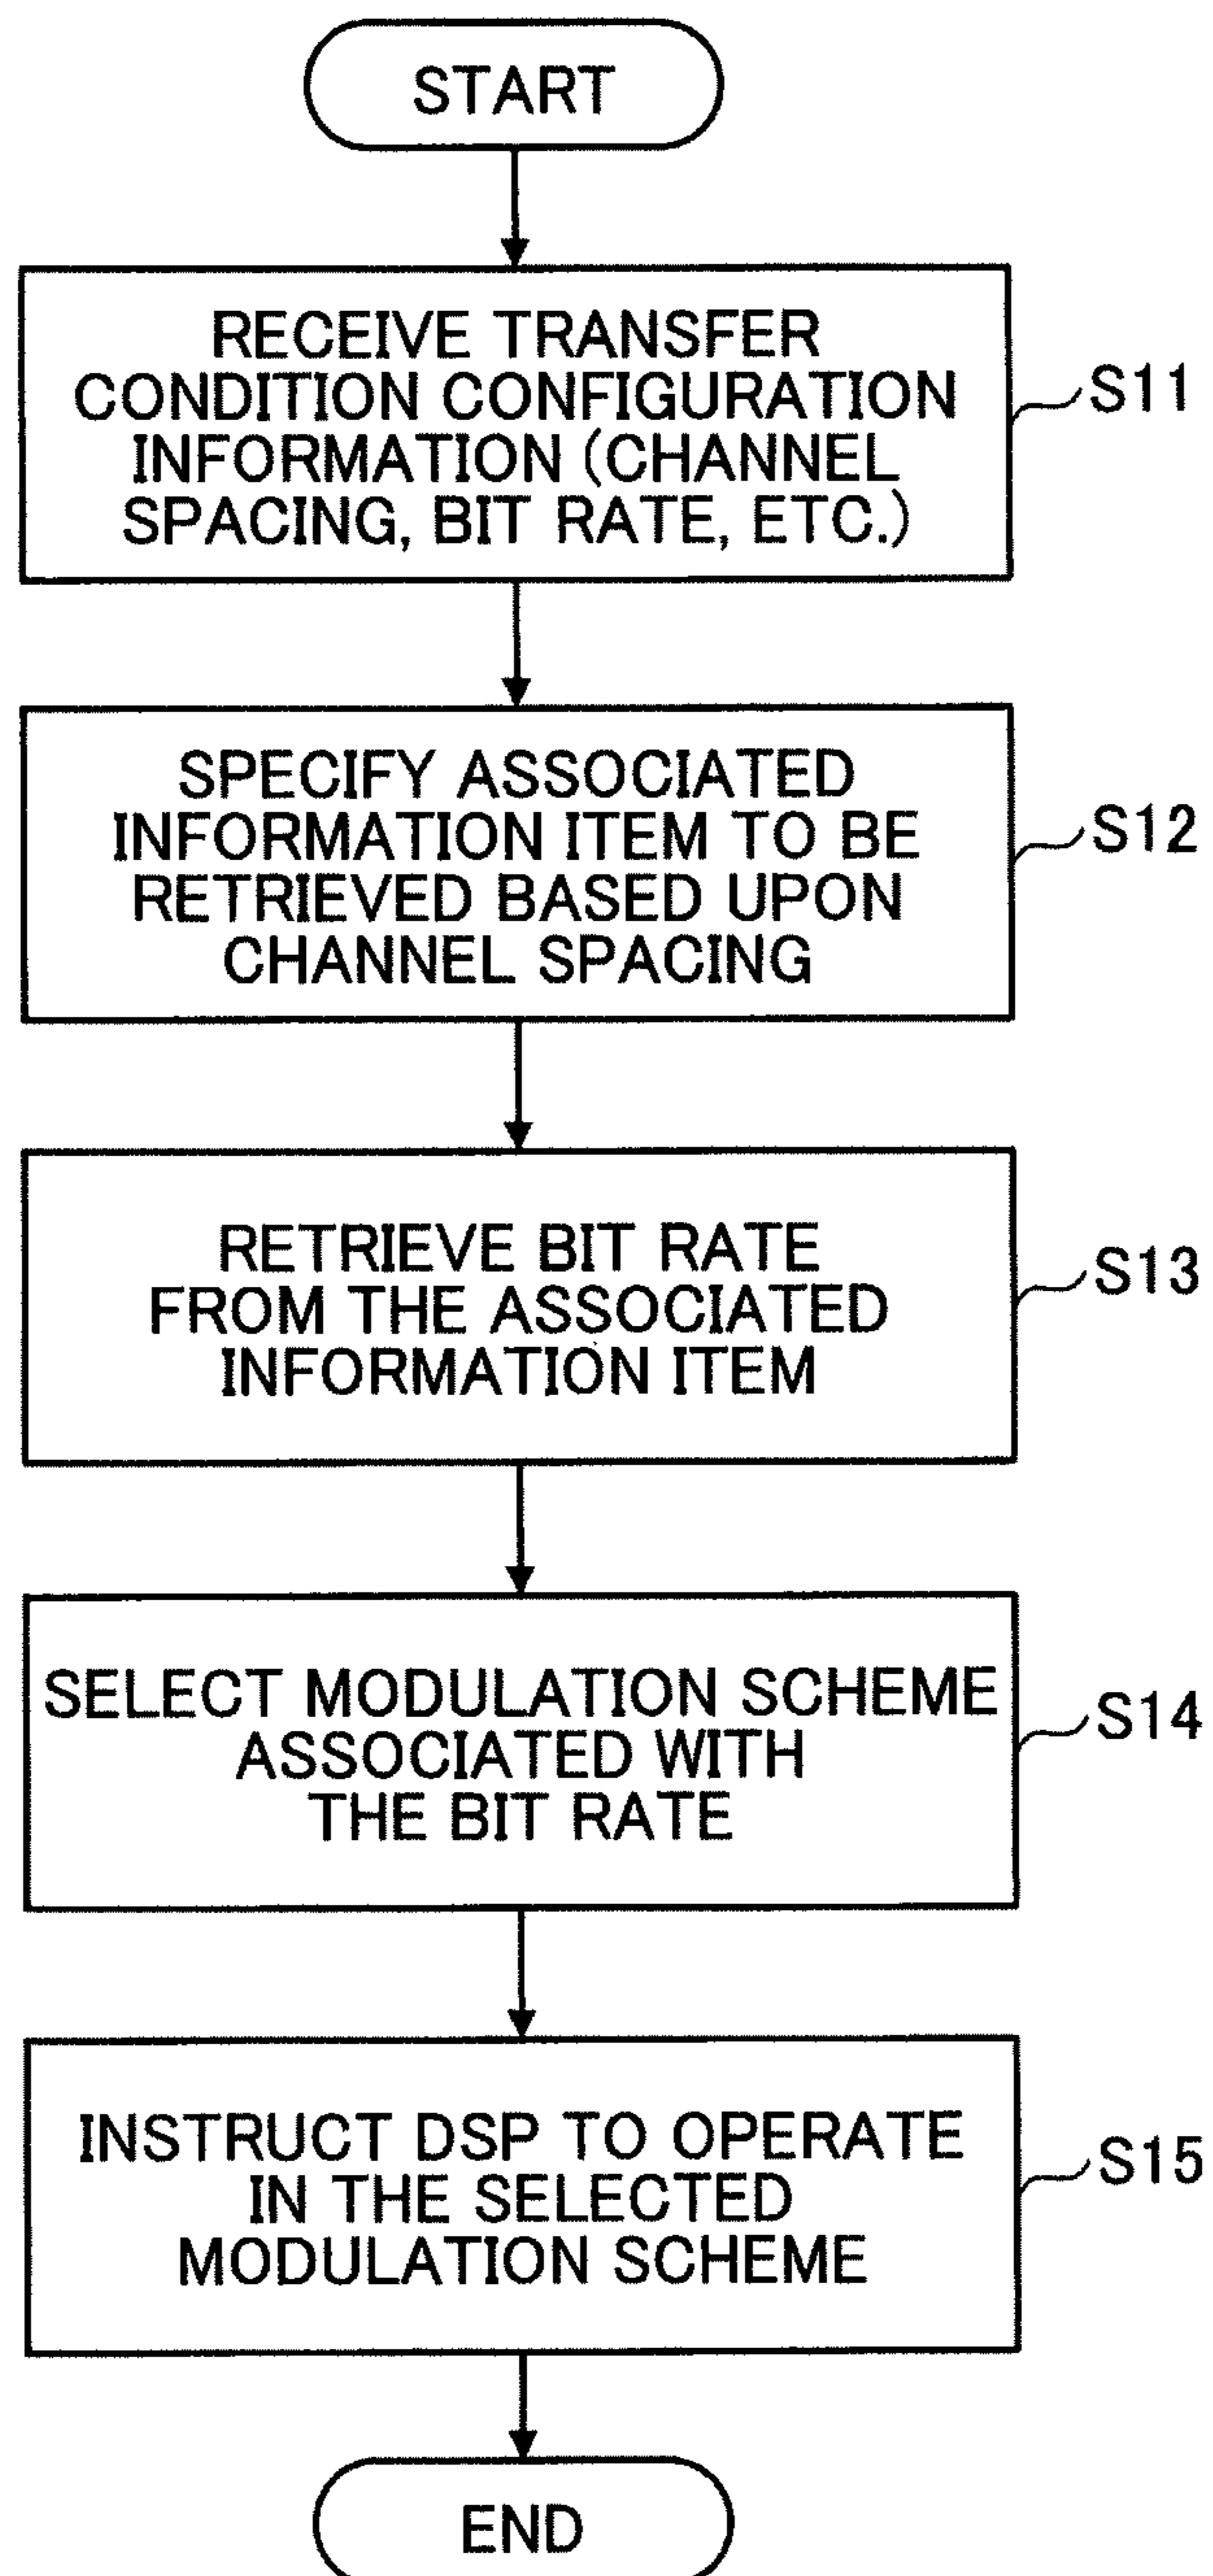 START
RECEIVE TRANSFER
CONDITION CONFIGURATION
INFORMATION (CHANNEL
SPACING, BIT RATE, ETC.)
S11
SPECIFY ASSOCIATED
INFORMATION ITEM TO BE
RETRIEVED BASED UPON
CHANNEL SPACING
S12
RETRIEVE BIT RATE
FROM THE ASSOCIATED
INFORMATION ITEM
S13
SELECT MODULATION SCHEME
ASSOCIATED WITH
THE BIT RATE
S14
INSTRUCT DSP TO OPERATE
IN THE SELECTED
MODULATION SCHEME
S15
END